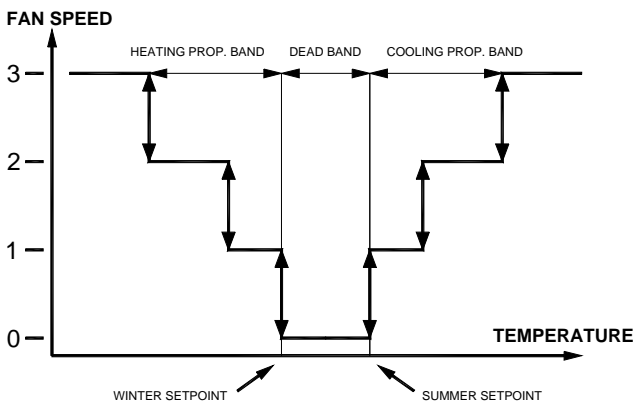 FAN SPEED
HEATING PROP. BAND DEAD BAND COOLING PROP. BAND
3
2
1
0
TEMPERATURE
WINTER SETPOINT SUMMER SETPOINT